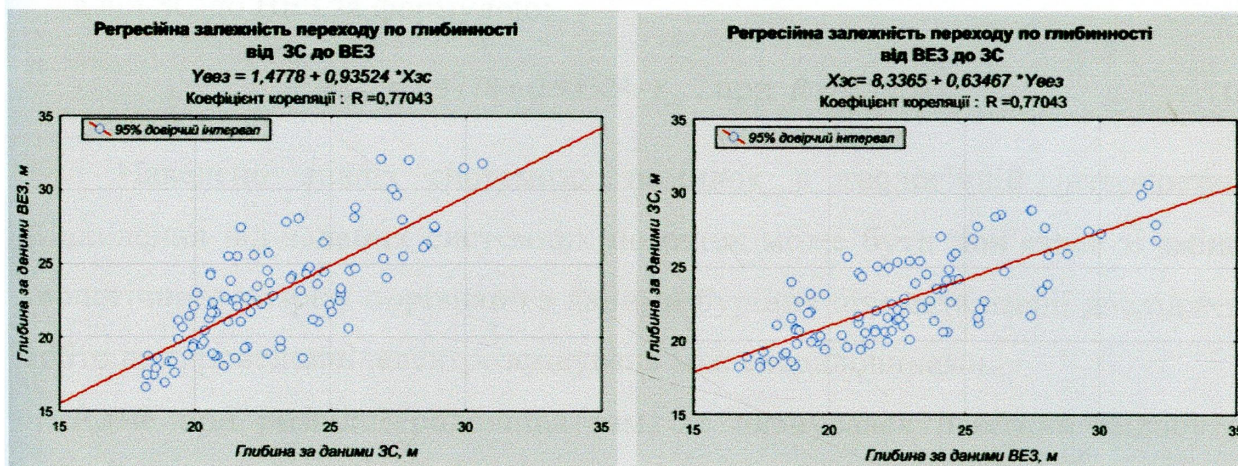 Регресійна залежність переходу по глибинності
від ЗС до ВЕЗ
Yвез = 1,4778 + 0,93524 *Xзс
Коефіцієнт кореляції : R =0,77043
95% довірчий інтервал
35
30
25
20
15
Глибина за даними ВЕЗ, м
15 20 25 30 35
Глибина за даними ЗС, м
Регресійна залежність переходу по глибинності
від ВЕЗ до ЗС
Xзс= 8,3365 + 0,63467 *Yвез
Коефіцієнт кореляції : R =0,77043
95% довірчий інтервал
35
30
25
20
15
Глибина за даними ЗС, м
15 20 25 30 35
Глибина за даними ВЕЗ, м